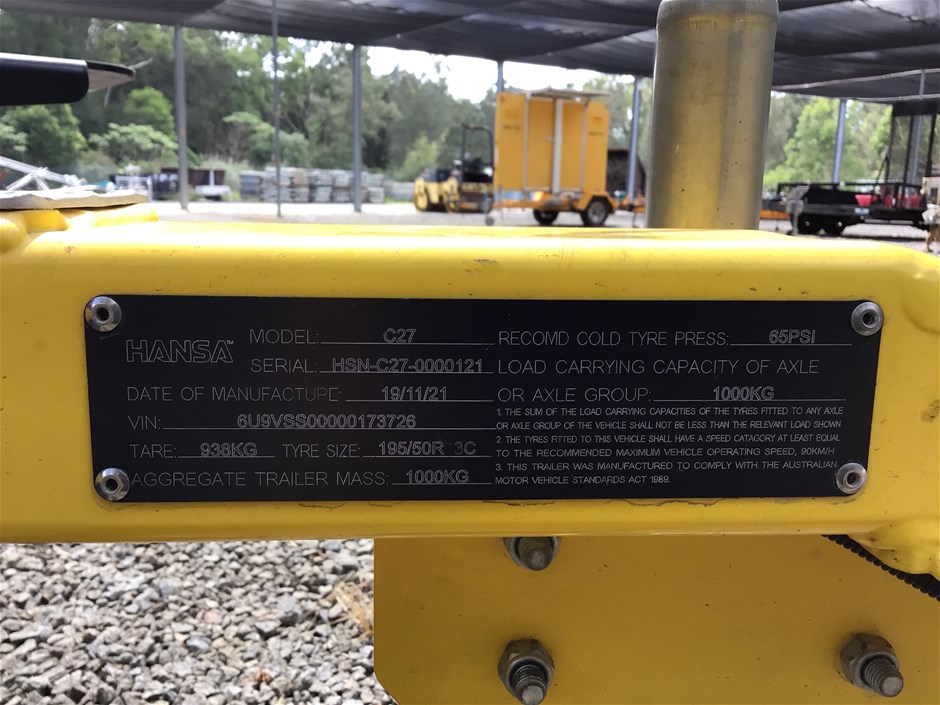 HANSA™
MODEL: C27
SERIAL: HSN-C27-0000121
DATE OF MANUFACTURE 19/11/21
VIN: 6U9VSS00000173726
TARE: 938KG TYRE SIZE: 195/50R 3C
AGGREGATE TRAILER MASS: 1000KG
RECOMD COLD TYRE PRESS: 65PSI
LOAD CARRYING CAPACITY OF AXLE
OR AXLE GROUP: 1000KG
1. THE SUM OF THE LOAD CARRYING CAPACITIES OF THE TYRES FITTED TO ANY AXLE
OR AXLE GROUP OF THE VEHICLE SHALL NOT BE LESS THAN THE RELEVANT LOAD SHOWN
2. THE TYRES FITTED TO THIS VEHICLE SHALL HAVE A SPEED CATAGORY AT LEAST EQUAL
TO THE RECOMMENDED MAXIMUM VEHICLE OPERATING SPEED, 90KM/H
3. THIS TRAILER WAS MANUFACTURED TO COMPLY WITH THE AUSTRALIAN
MOTOR VEHICLE STANDARDS ACT 1989.